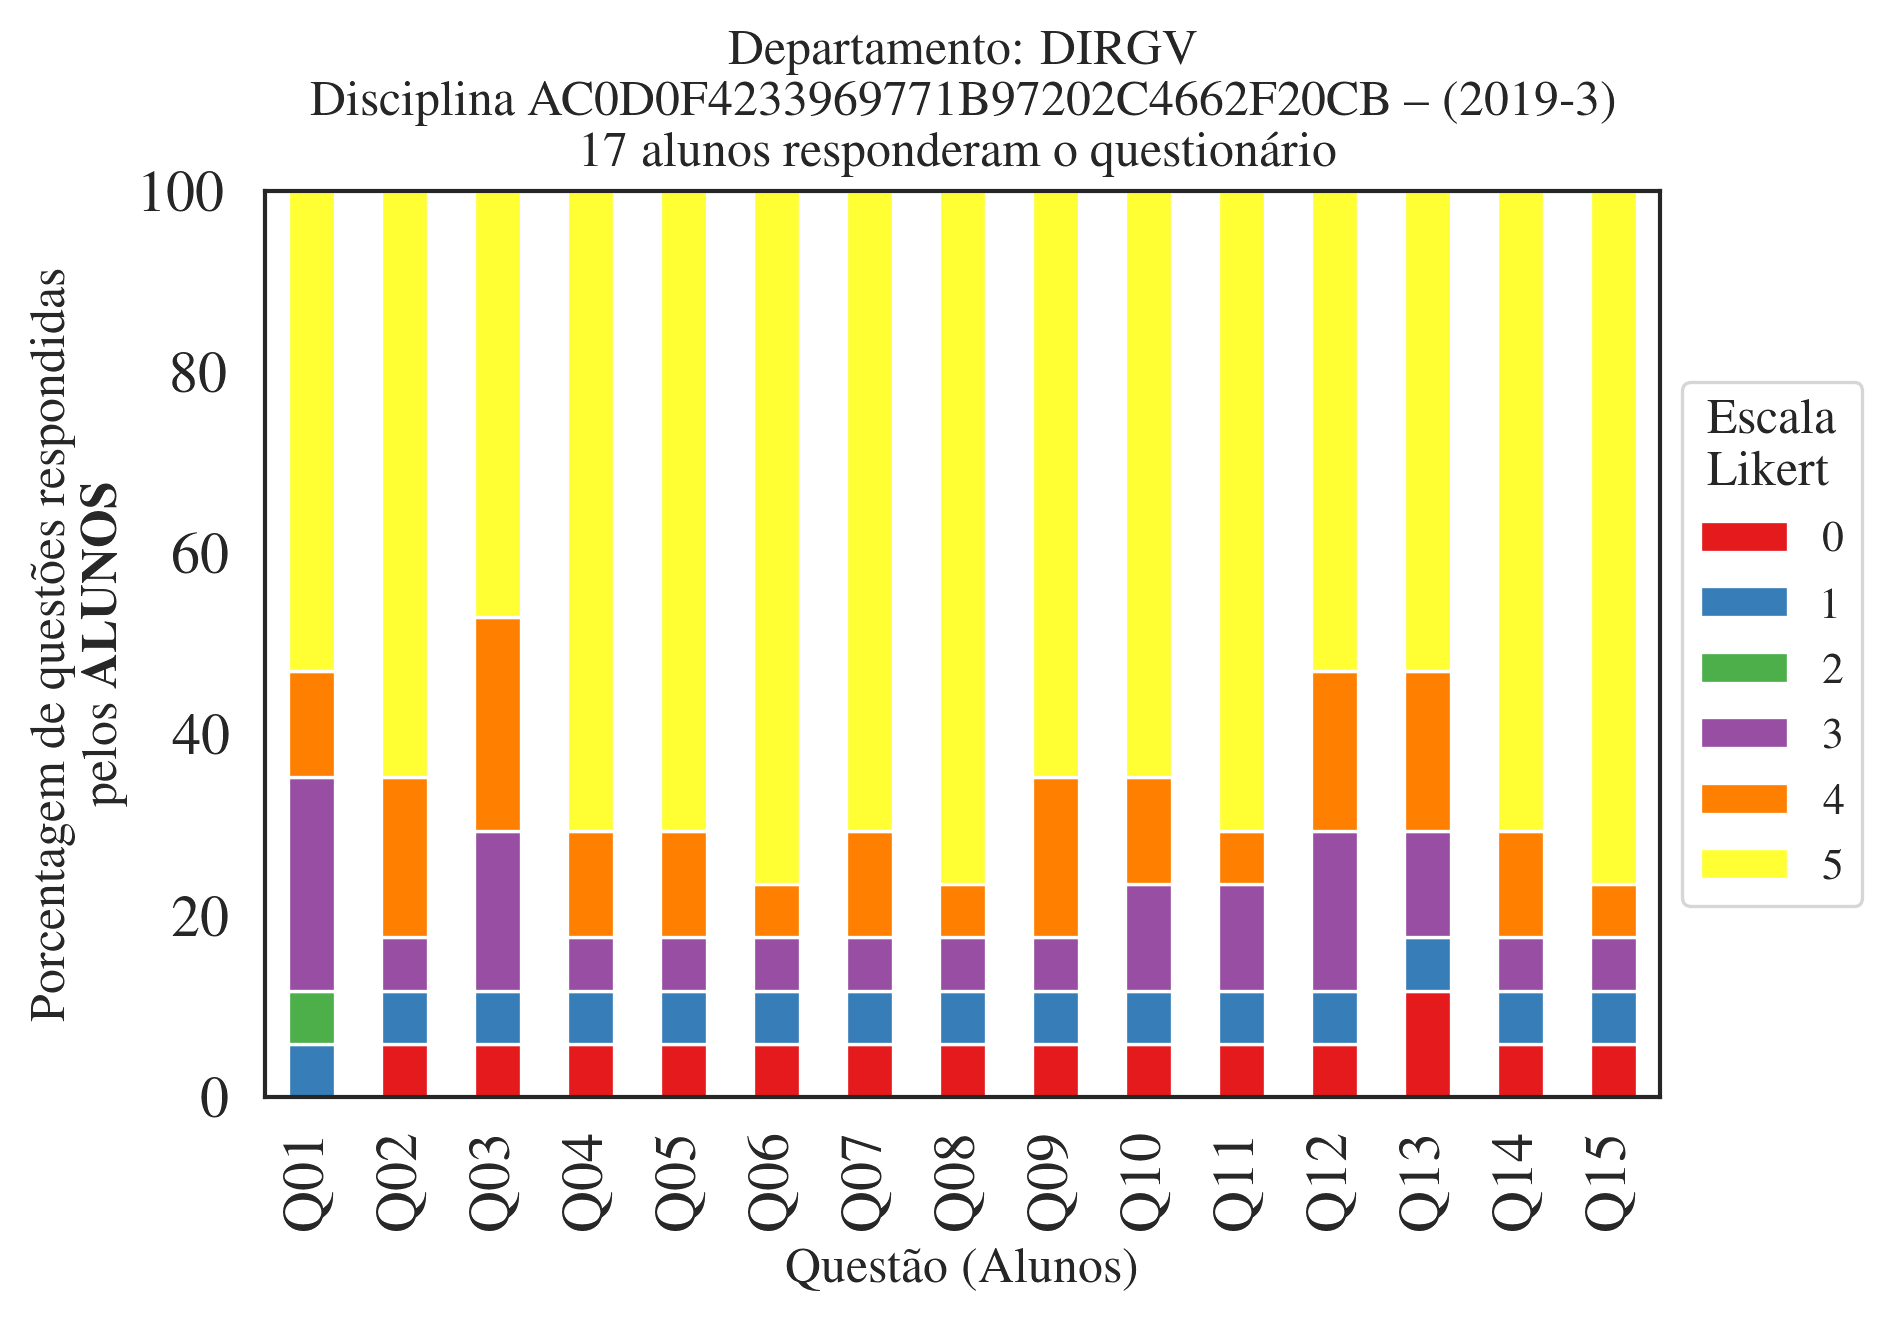 Departamento: DIRGV
Disciplina AC0D0F4233969771B97202C4662F20CB – (2019-3)
17 alunos responderam o questionário
Porcentagem de questões respondidas
pelos ALUNOS
100
80
60
40
20
0
Q01
Q02
Q03
Q04
Q05
Q06
Q07
Q08
Q09
Q10
Q11
Q12
Q13
Q14
Q15
Questão (Alunos)
Escala
Likert
0
1
2
3
4
5